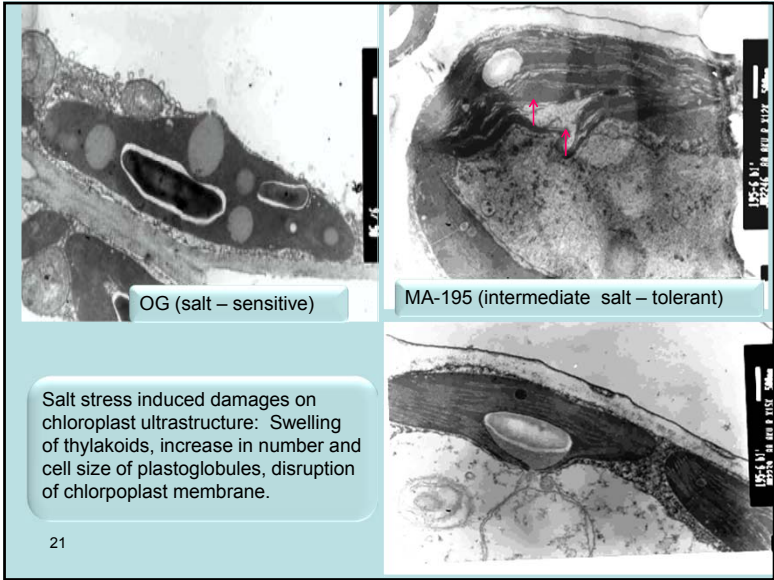 OG (salt – sensitive)
MA-195 (intermediate salt – tolerant)
Salt stress induced damages on
chloroplast ultrastructure: Swelling
of thylakoids, increase in number and
cell size of plastoglobules, disruption
of chlorpoplast membrane.
21